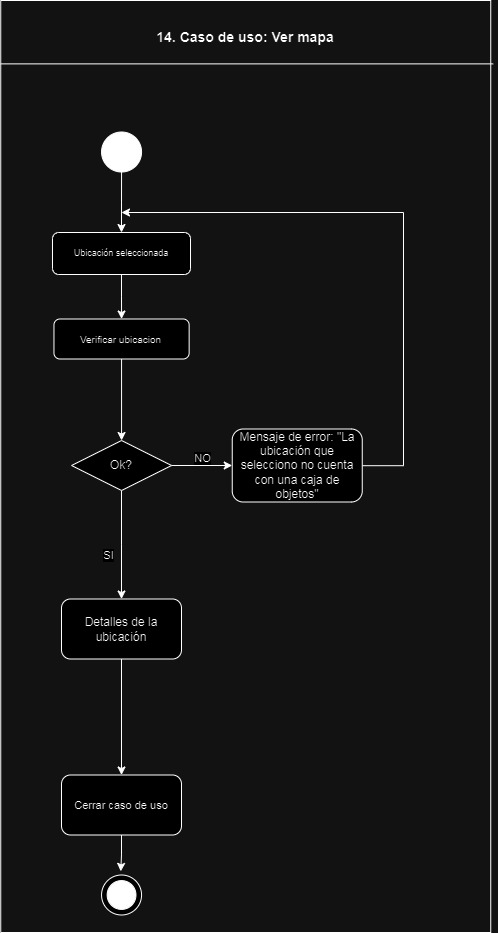 14. Caso de uso: Ver mapa
Ubicación seleccionada
Verificar ubicacion
Ok?
NO
Mensaje de error: "La
ubicación que
selecciono no cuenta
con una caja de
objetos"
SI
Detalles de la
ubicación
Cerrar caso de uso